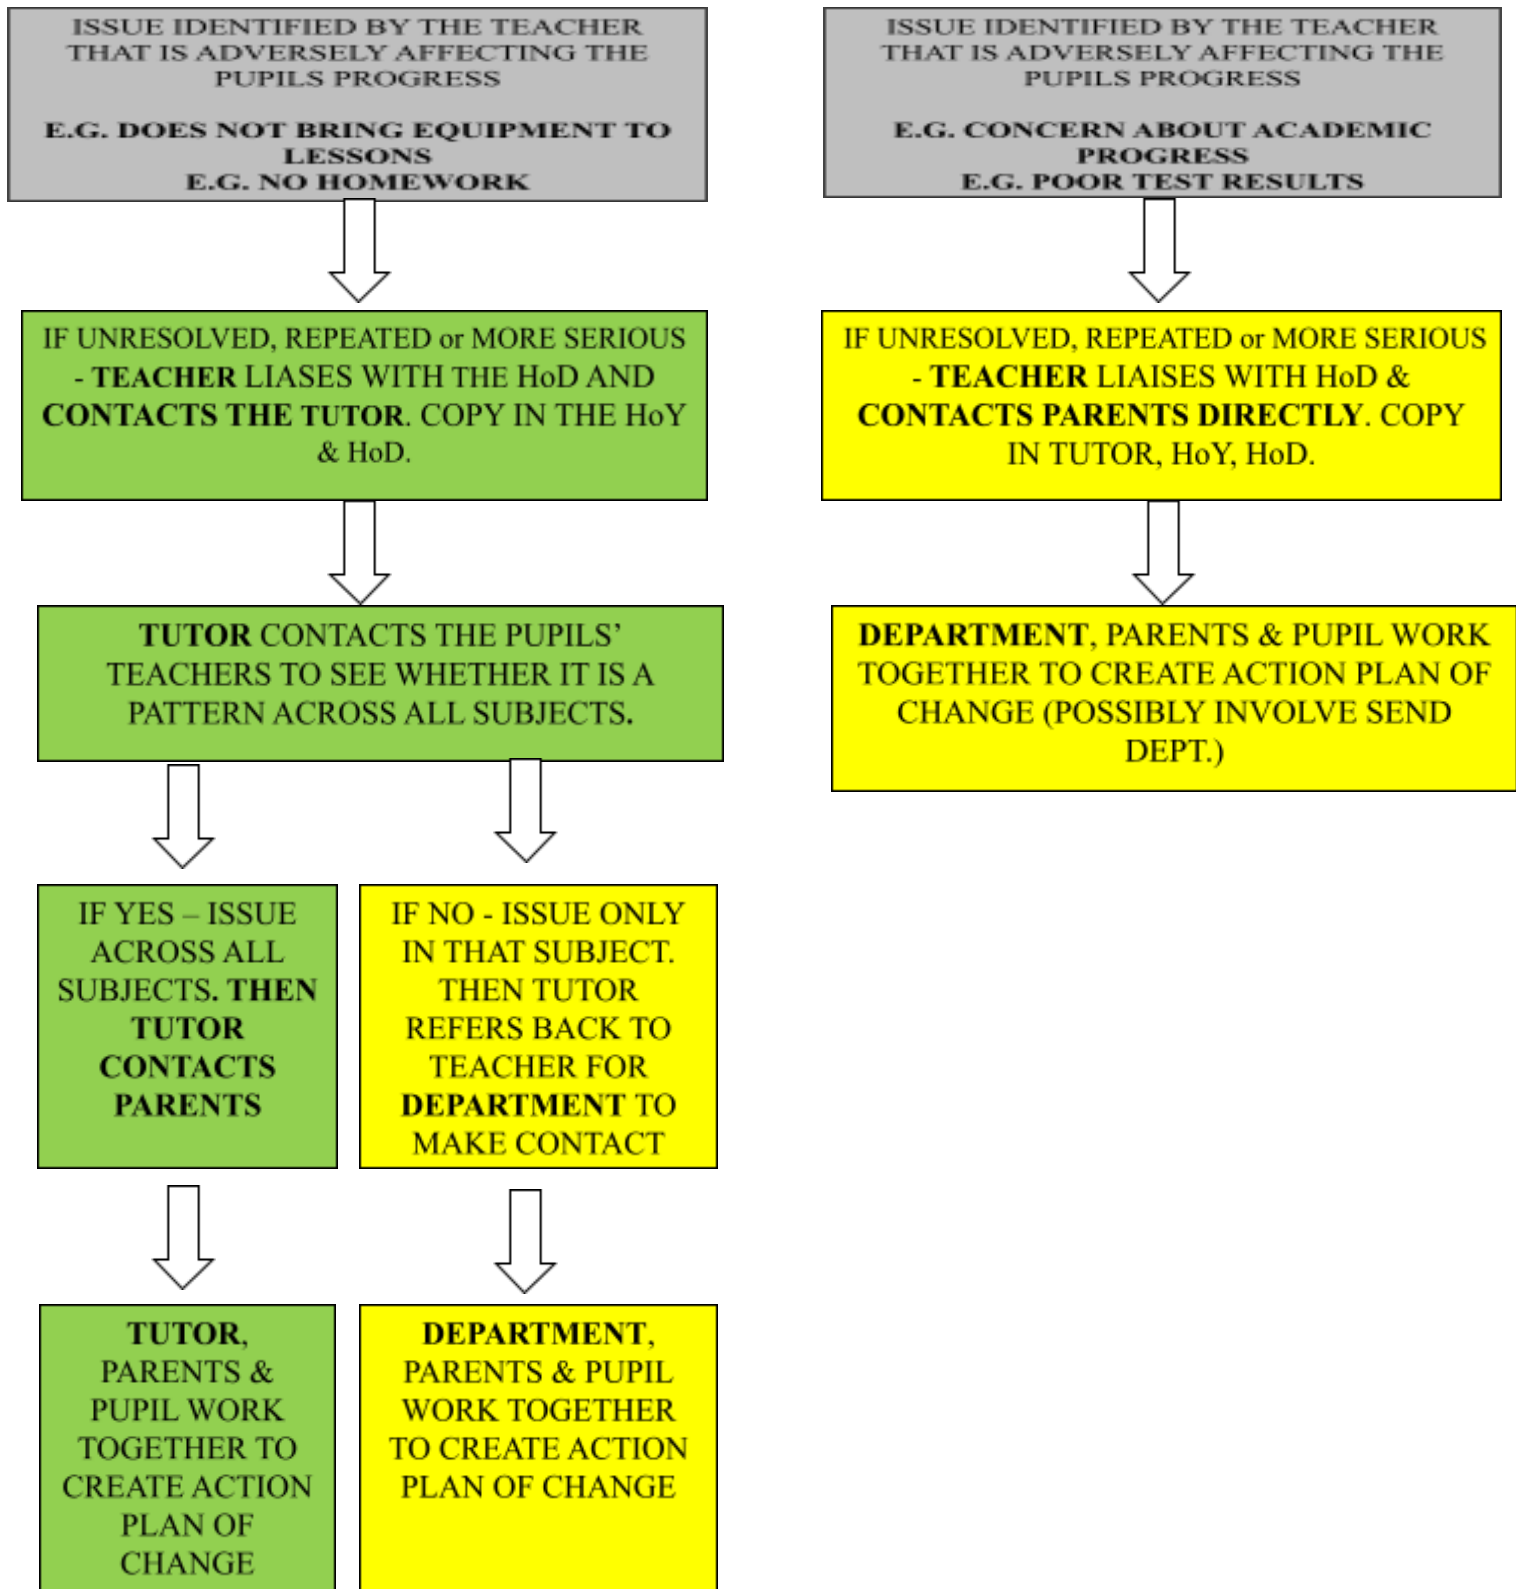 ISSUE IDENTIFIED BY THE TEACHER
THAT IS ADVERSELY AFFECTING THE
PUPILS PROGRESS
E.G. DOES NOT BRING EQUIPMENT TO
LESSONS
E.G. NO HOMEWORK
IF UNRESOLVED, REPEATED or MORE SERIOUS
- TEACHER LIASES WITH THE HoD AND
CONTACTS THE TUTOR. COPY IN THE HoY
& HoD.
TUTOR CONTACTS THE PUPILS’
TEACHERS TO SEE WHETHER IT IS A
PATTERN ACROSS ALL SUBJECTS.
IF YES – ISSUE
ACROSS ALL
SUBJECTS. THEN
TUTOR
CONTACTS
PARENTS
TUTOR,
PARENTS &
PUPIL WORK
TOGETHER TO
CREATE ACTION
PLAN OF
CHANGE
IF NO - ISSUE ONLY
IN THAT SUBJECT.
THEN TUTOR
REFERS BACK TO
TEACHER FOR
DEPARTMENT TO
MAKE CONTACT
DEPARTMENT,
PARENTS & PUPIL
WORK TOGETHER
TO CREATE ACTION
PLAN OF CHANGE
ISSUE IDENTIFIED BY THE TEACHER
THAT IS ADVERSELY AFFECTING THE
PUPILS PROGRESS
E.G. CONCERN ABOUT ACADEMIC
PROGRESS
E.G. POOR TEST RESULTS
IF UNRESOLVED, REPEATED or MORE SERIOUS
- TEACHER LIAISES WITH HoD &
CONTACTS PARENTS DIRECTLY. COPY
IN TUTOR, HoY, HoD.
DEPARTMENT, PARENTS & PUPIL WORK
TOGETHER TO CREATE ACTION PLAN OF
CHANGE (POSSIBLY INVOLVE SEND
DEPT.)